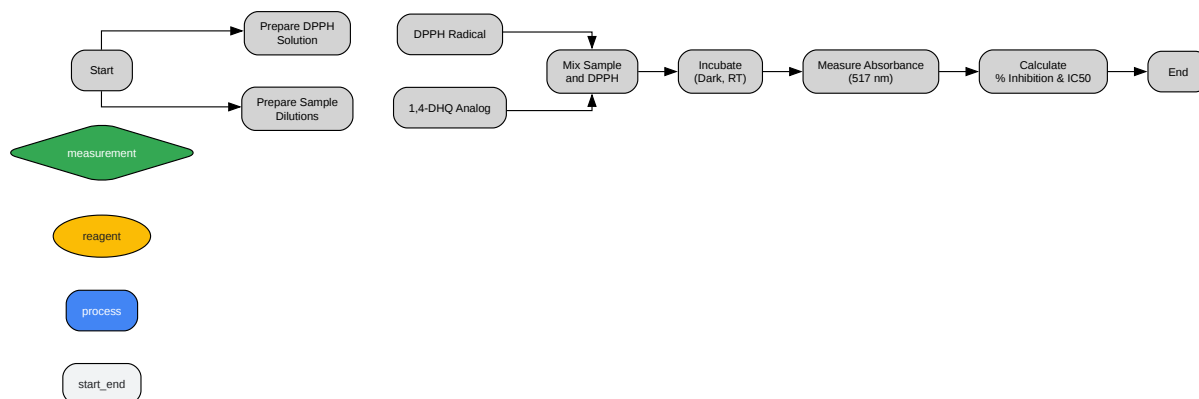 Start
Prepare DPPH
Solution
Prepare Sample
Dilutions
DPPH Radical
1,4-DHQ Analog
Mix Sample
and DPPH
Incubate
(Dark, RT)
Measure Absorbance
(517 nm)
Calculate
% Inhibition & IC50
End
measurement
reagent
process
start_end